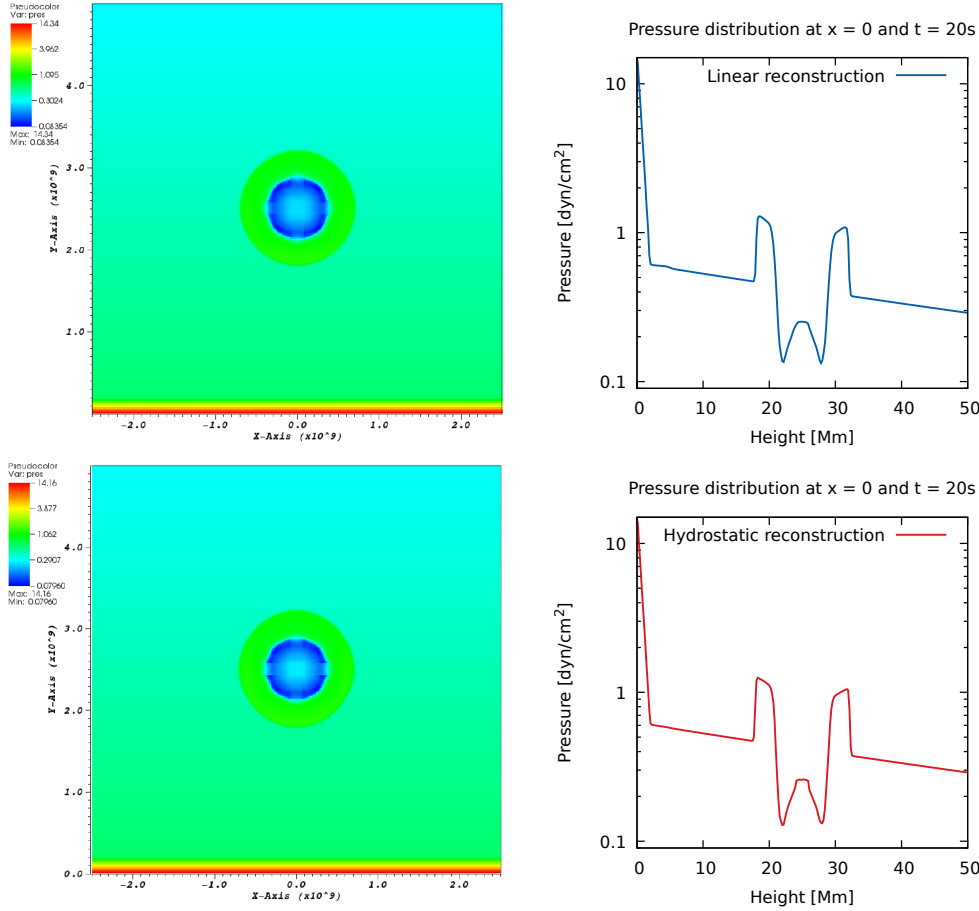 Pseudocolor
Var: pres
14.34
3.962
1.095
0.3024
0.08354
Max: 14.34
Min: 0.08354
Y-Axis (x10^9)
4.0
3.0
2.0
1.0
-2.0 -1.0 0.0 1.0 2.0
X-Axis (x10^9)
Pressure distribution at x = 0 and t = 20s
Linear reconstruction
Pressure [dyn/cm2]
10
1
0.1
0 10 20 30 40 50
Height [Mm]
Pseudocolor
Var: pres
14.16
3.877
1.062
0.2907
0.07960
Max: 14.16
Min: 0.07960
Y-Axis (x10^9)
4.0
3.0
2.0
1.0
0.0
-2.0 -1.0 0.0 1.0 2.0
X-Axis (x10^9)
Pressure distribution at x = 0 and t = 20s
Hydrostatic reconstruction
Pressure [dyn/cm2]
10
1
0.1
0 10 20 30 40 50
Height [Mm]